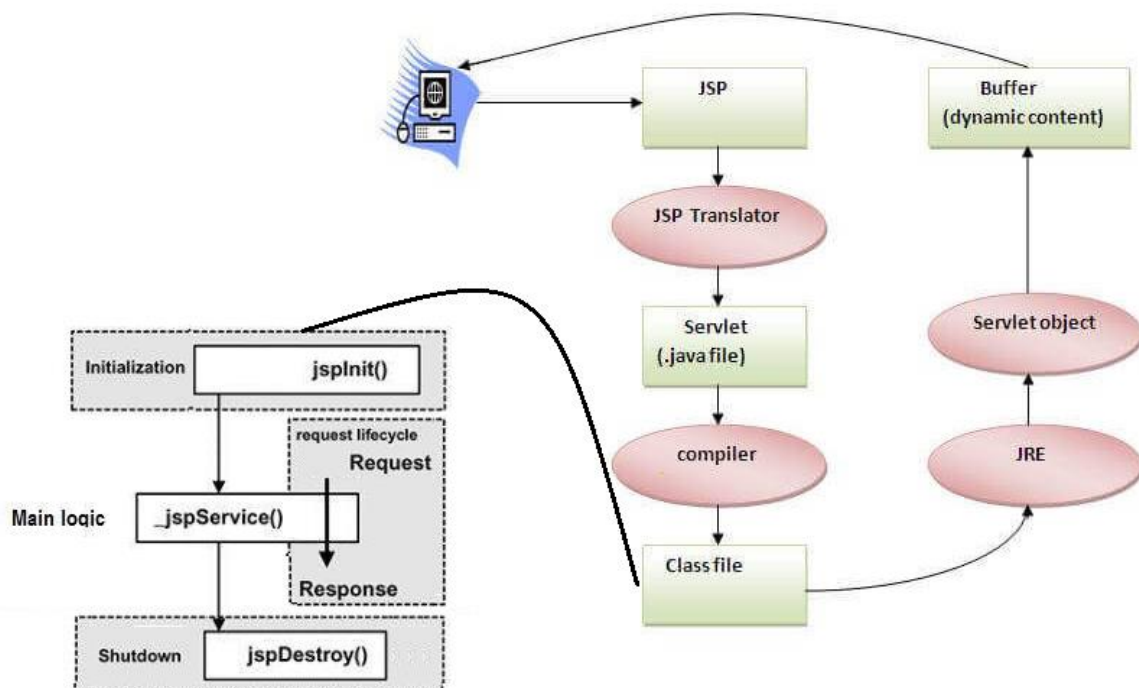 JSP
Buffer
(dynamic content)
JSP Translator
Servlet
(.java file)
Servlet object
compiler
JRE
Class file
Initialization
jspInit()
request lifecycle
Request
Main logic
_jspService()
Response
Shutdown
jspDestroy()